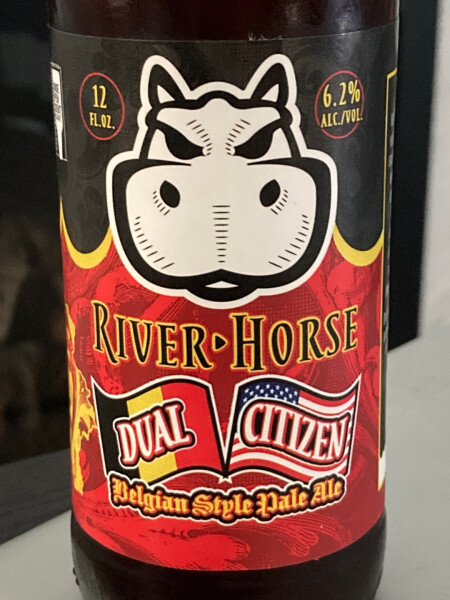 12
FL.OZ.
6.2%
ALC./VOL.
RIVER HORSE
DUAL CITIZEN
Belgian Style Pale Ale